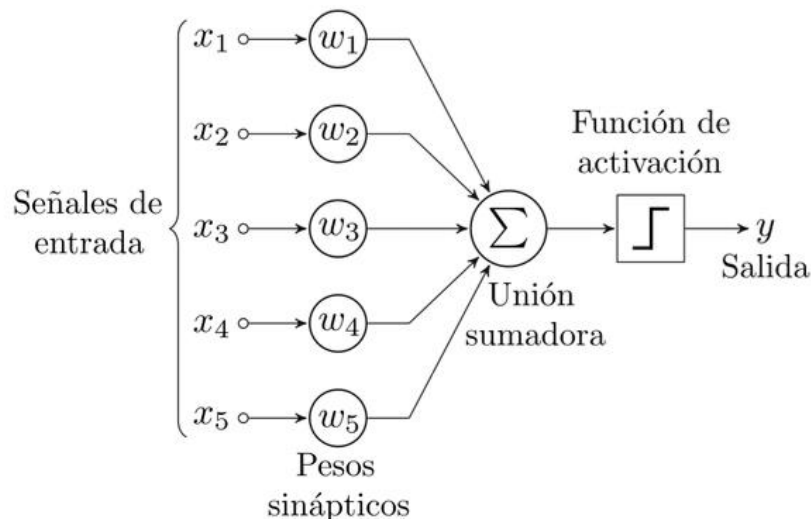 x₁ w₁
x₂ w₂
Función de
activación
Señales de
entrada
x₃ w₃ Σ y
Salida
Unión
sumadora
x₄ w₄
x₅ w₅
Pesos
sinápticos